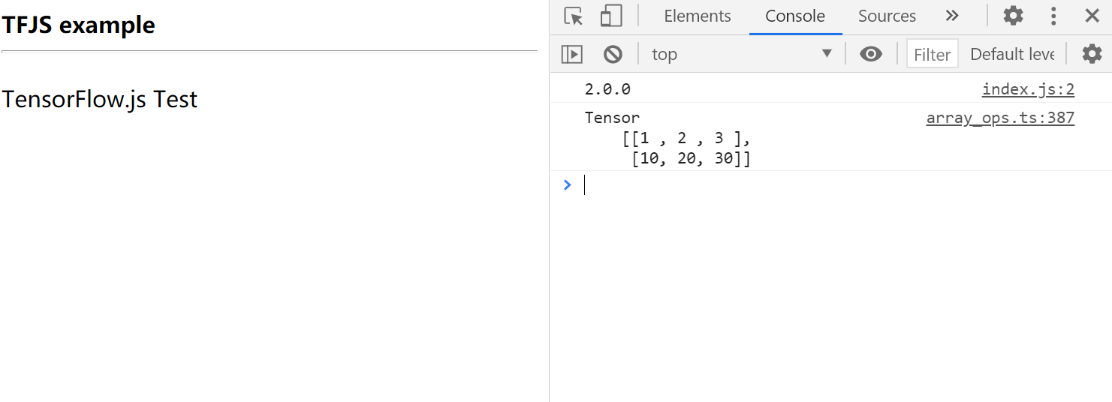 TFJS example
TensorFlow.js Test
Elements Console Sources »
top Filter Default leve
2.0.0 index.js:2
Tensor array_ops.ts:387
[[1 , 2 , 3 ],
[10, 20, 30]]